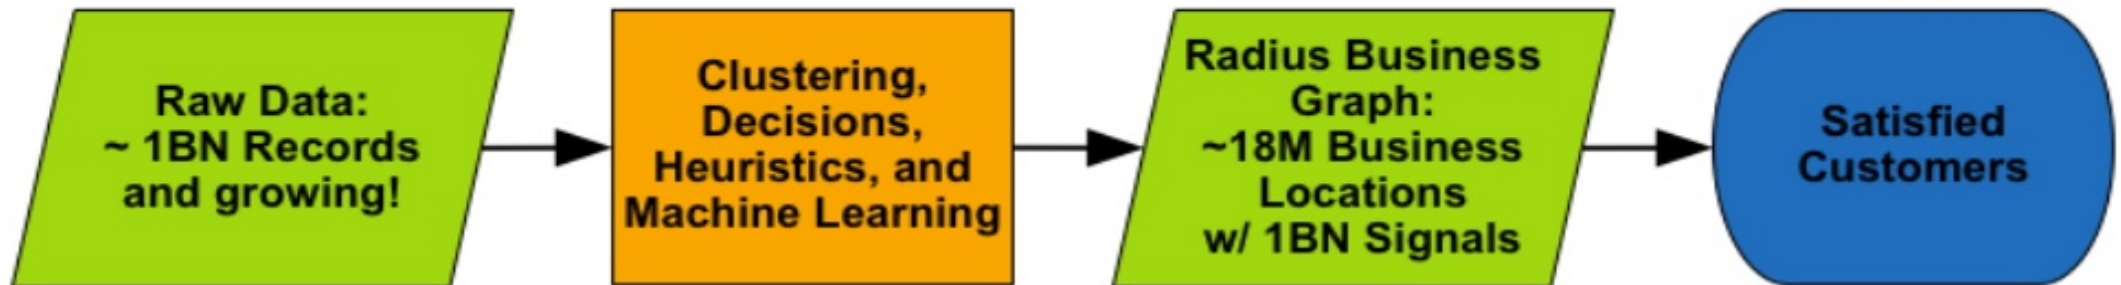 Raw Data:
~ 1BN Records
and growing!
Clustering,
Decisions,
Heuristics, and
Machine Learning
Radius Business
Graph:
~18M Business
Locations
w/ 1BN Signals
Satisfied
Customers